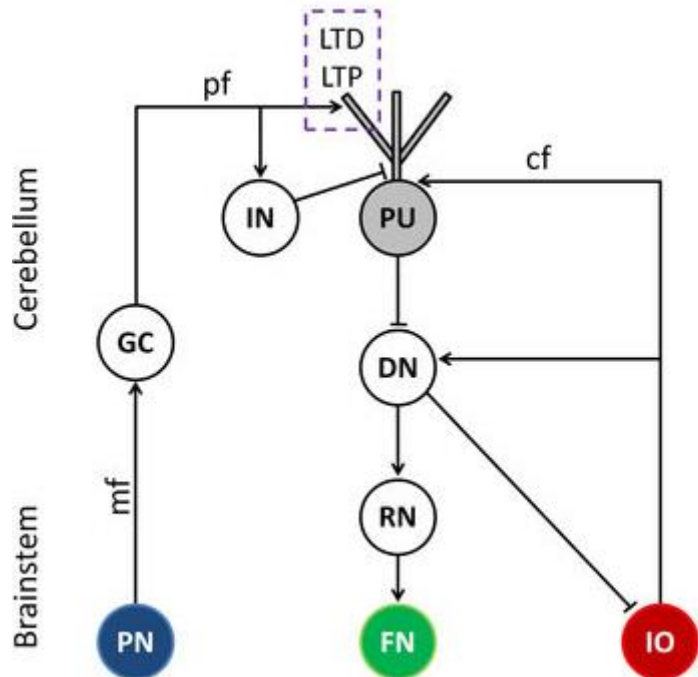 LTD
LTP
pf
cf
IN
PU
Cerebellum
GC
DN
mf
RN
Brainstem
PN
FN
IO